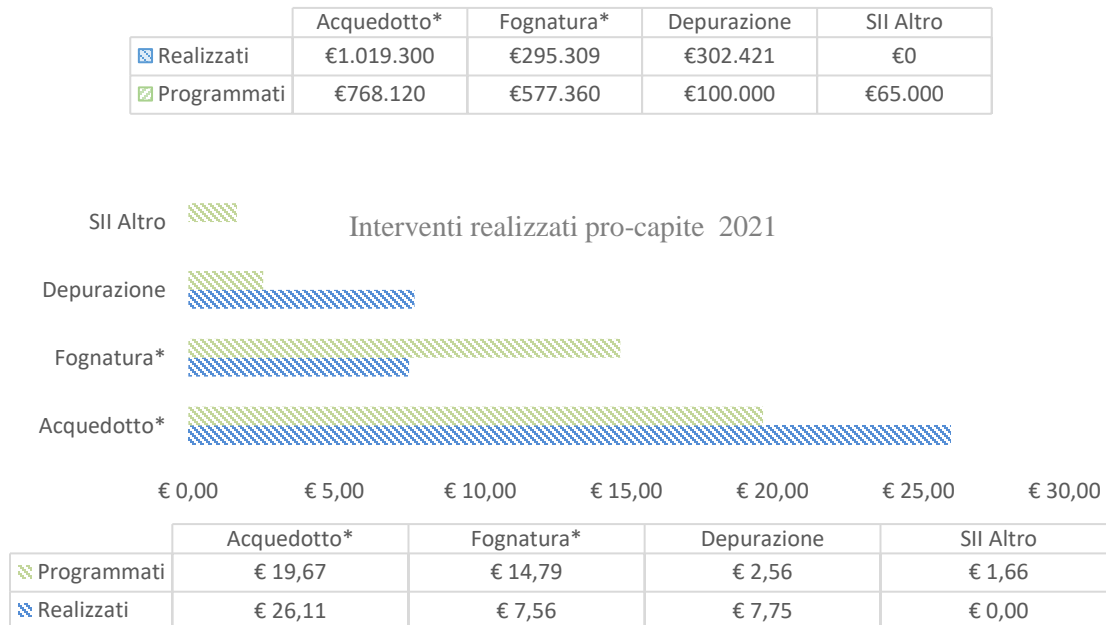 Acquedotto* Fognatura* Depurazione SII Altro
Realizzati €1.019.300 €295.309 €302.421 €0
Programmati €768.120 €577.360 €100.000 €65.000
Interventi realizzati pro-capite 2021
SII Altro
Depurazione
Fognatura*
Acquedotto*
€ 0,00 € 5,00 € 10,00 € 15,00 € 20,00 € 25,00 € 30,00
Acquedotto* Fognatura* Depurazione SII Altro
Programmati € 19,67 € 14,79 € 2,56 € 1,66
Realizzati € 26,11 € 7,56 € 7,75 € 0,00